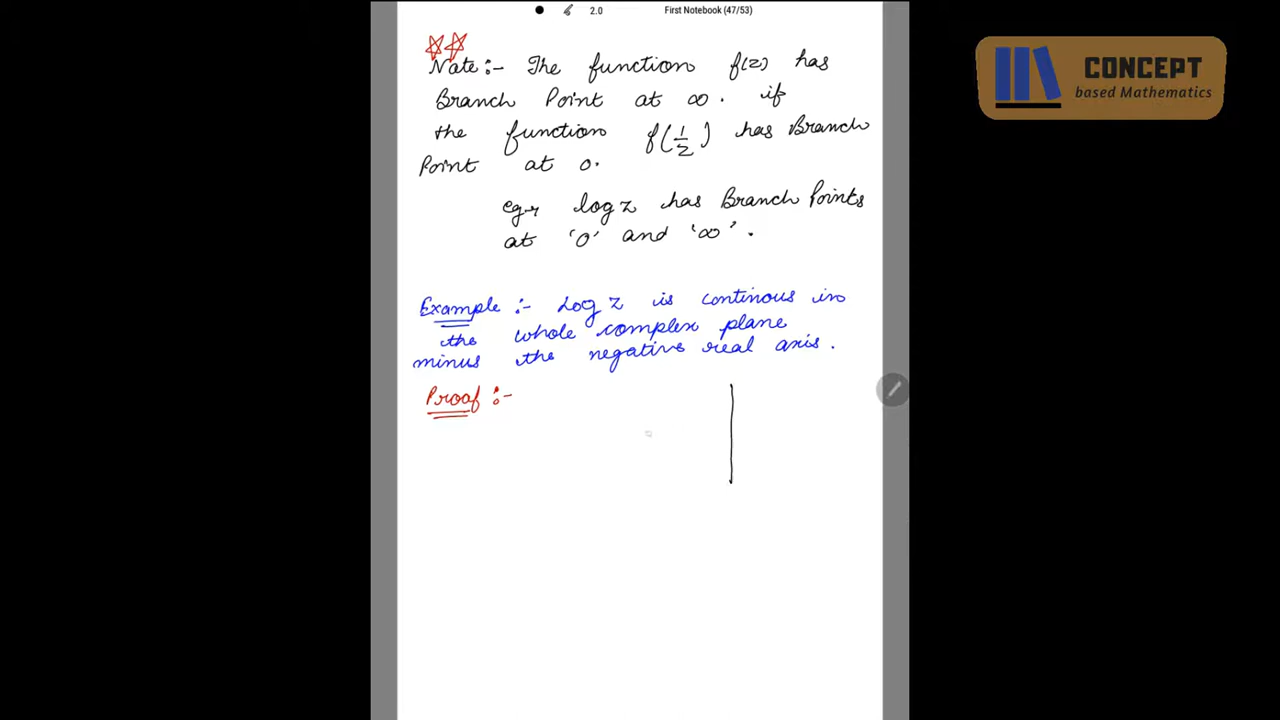 2.0 First Notebook (47/53)
CONCEPT
based Mathematics
Note :- The function f(z) has
Branch Point at ∞. if
the function f(1/z) has Branch
Point at 0.
eg→ log z has Branch Points
at '0' and '∞'.
Example :- Log z is continous in
the whole complex plane
minus the negative real axis.
Proof :-